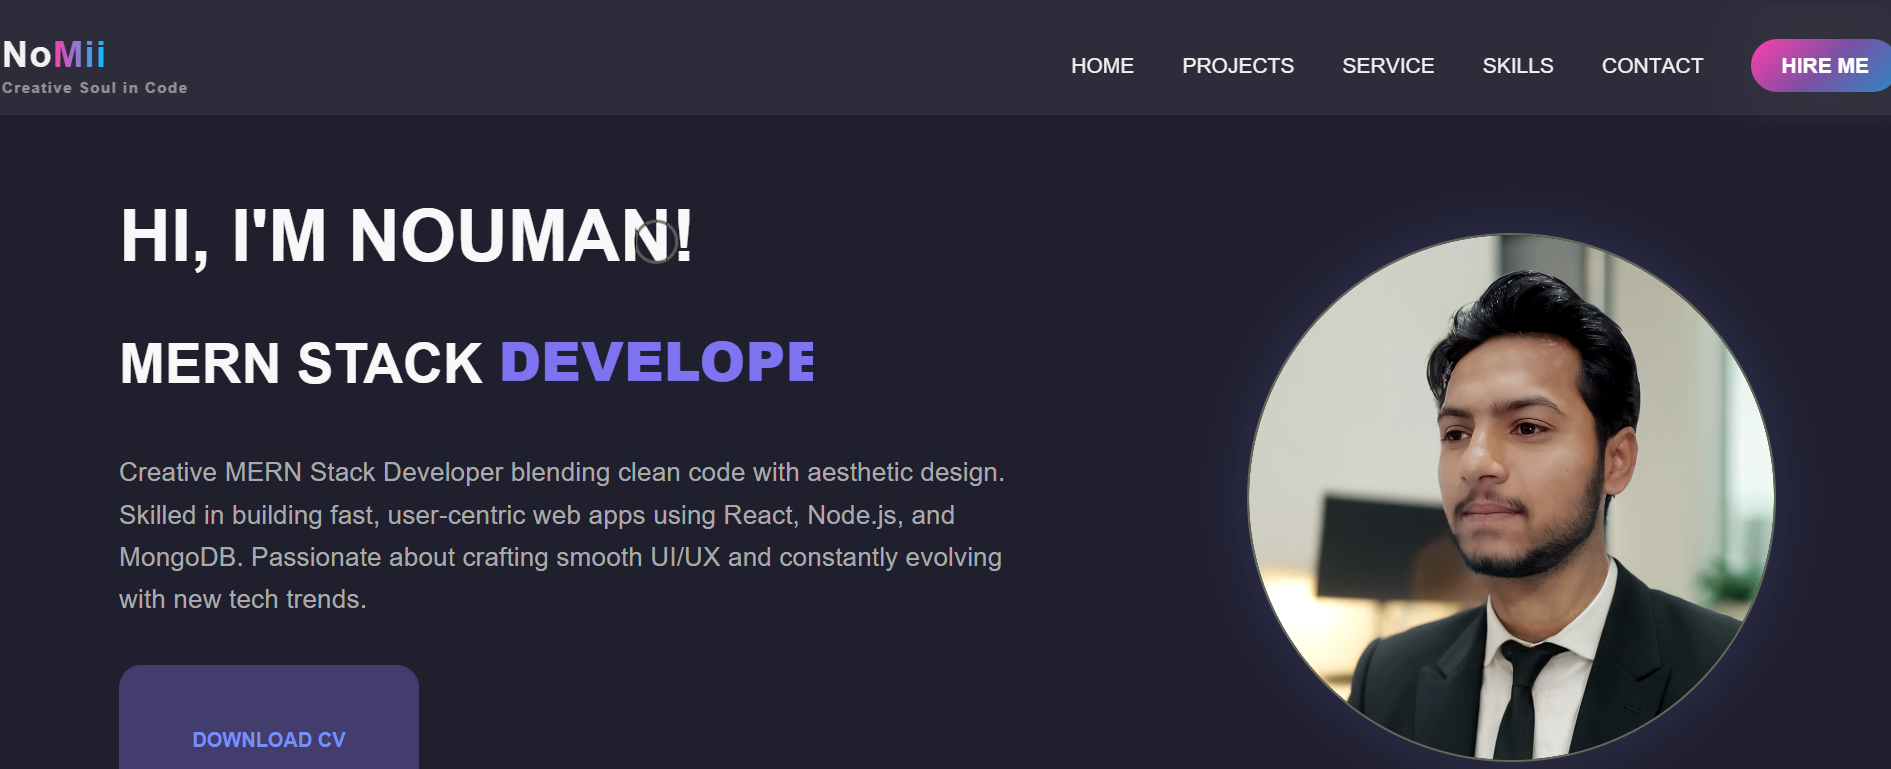 NoMii
Creative Soul in Code
HOME PROJECTS SERVICE SKILLS CONTACT HIRE ME
HI, I'M NOUMAN!
MERN STACK DEVELOPE
Creative MERN Stack Developer blending clean code with aesthetic design.
Skilled in building fast, user-centric web apps using React, Node.js, and
MongoDB. Passionate about crafting smooth UI/UX and constantly evolving
with new tech trends.
DOWNLOAD CV